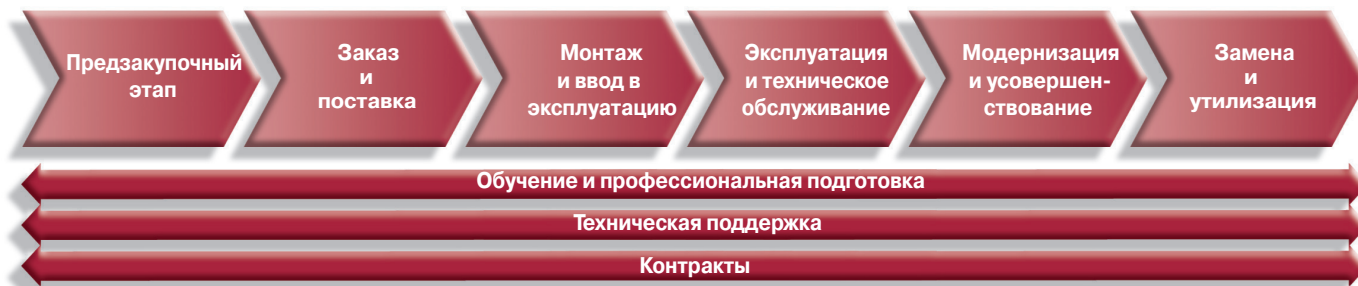 Предзакупочный
этап
Заказ
и
поставка
Монтаж
и ввод в
эксплуатацию
Эксплуатация
и техническое
обслуживание
Модернизация
и усовершен-
ствование
Замена
и
утилизация
Обучение и профессиональная подготовка
Техническая поддержка
Контракты